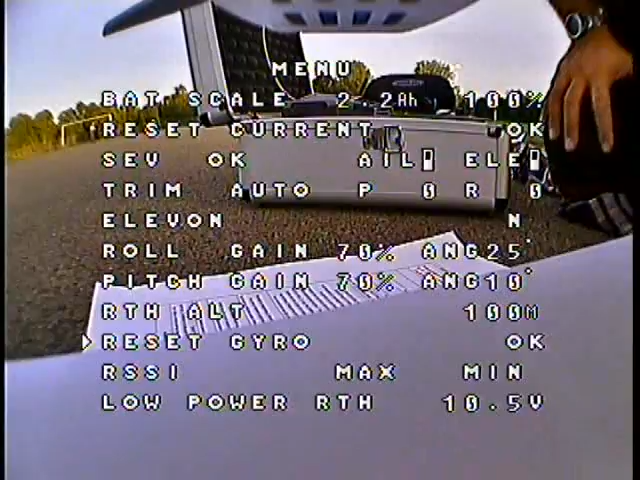 MENU
BAT SCALE 2.2Ah 100%
RESET CURRENT OK
SEV OK AIL ELE
TRIM AUTO P 0 R 0
ELEVON N
ROLL GAIN 70% ANG25°
PITCH GAIN 70% ANG10°
RTH ALT 100M
RESET GYRO OK
RSSI MAX MIN
LOW POWER RTH 10.5V